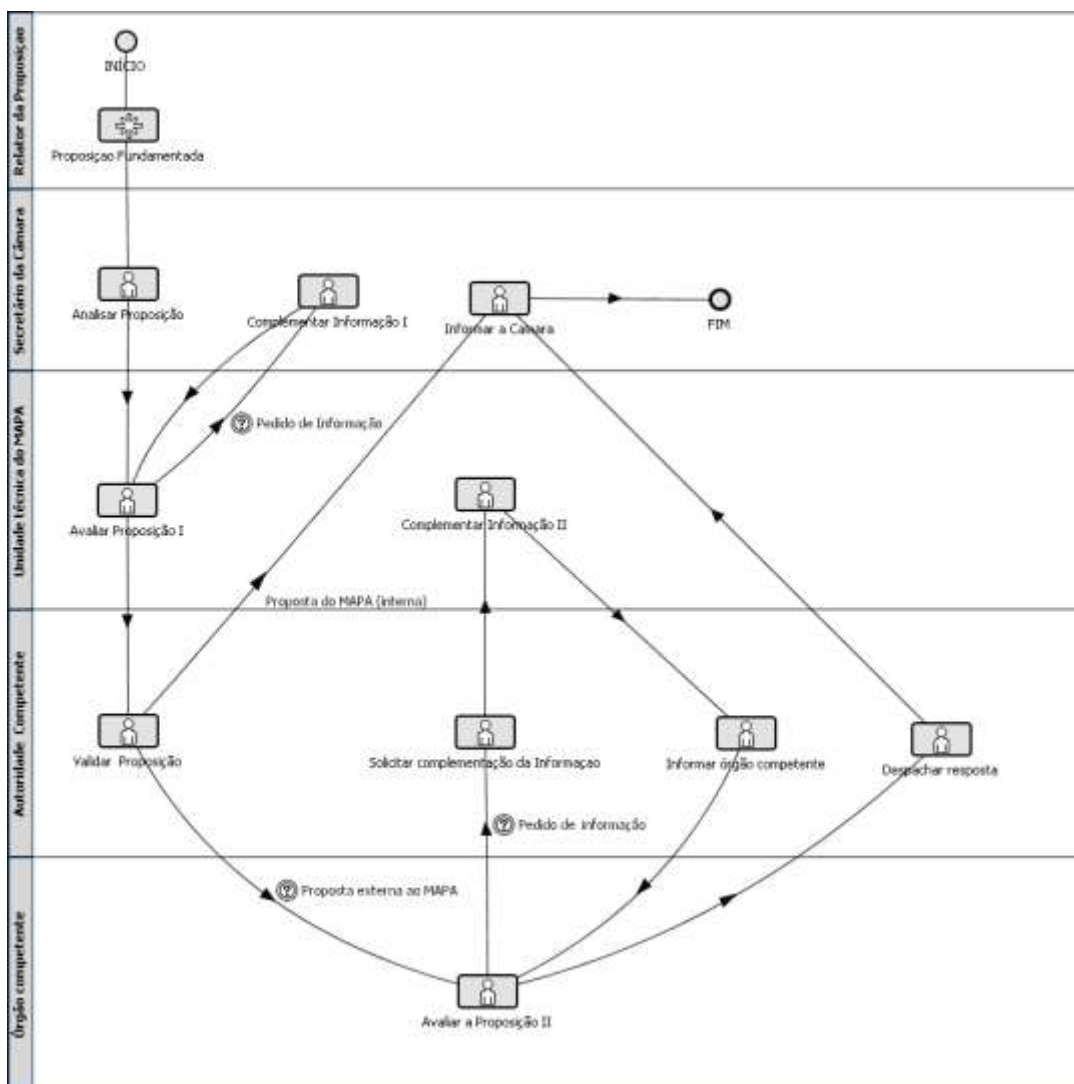 Relator da Proposição
INÍCIO
Proposiçao Fundamentada
Secretário da Câmara
Analisar Proposição
Complementar Informação I
Informar a Câmara
FIM
Unidade técnica do MAPA
Pedido de Informação
Avaliar Proposição I
Complementar Informação II
Proposta do MAPA (interna)
Autoridade Competente
Validar Proposição
Solicitar complementação da Informaçao
Informar órgão competente
Despachar resposta
Pedido de informação
Órgão competente
Proposta externa ao MAPA
Avaliar a Proposição II